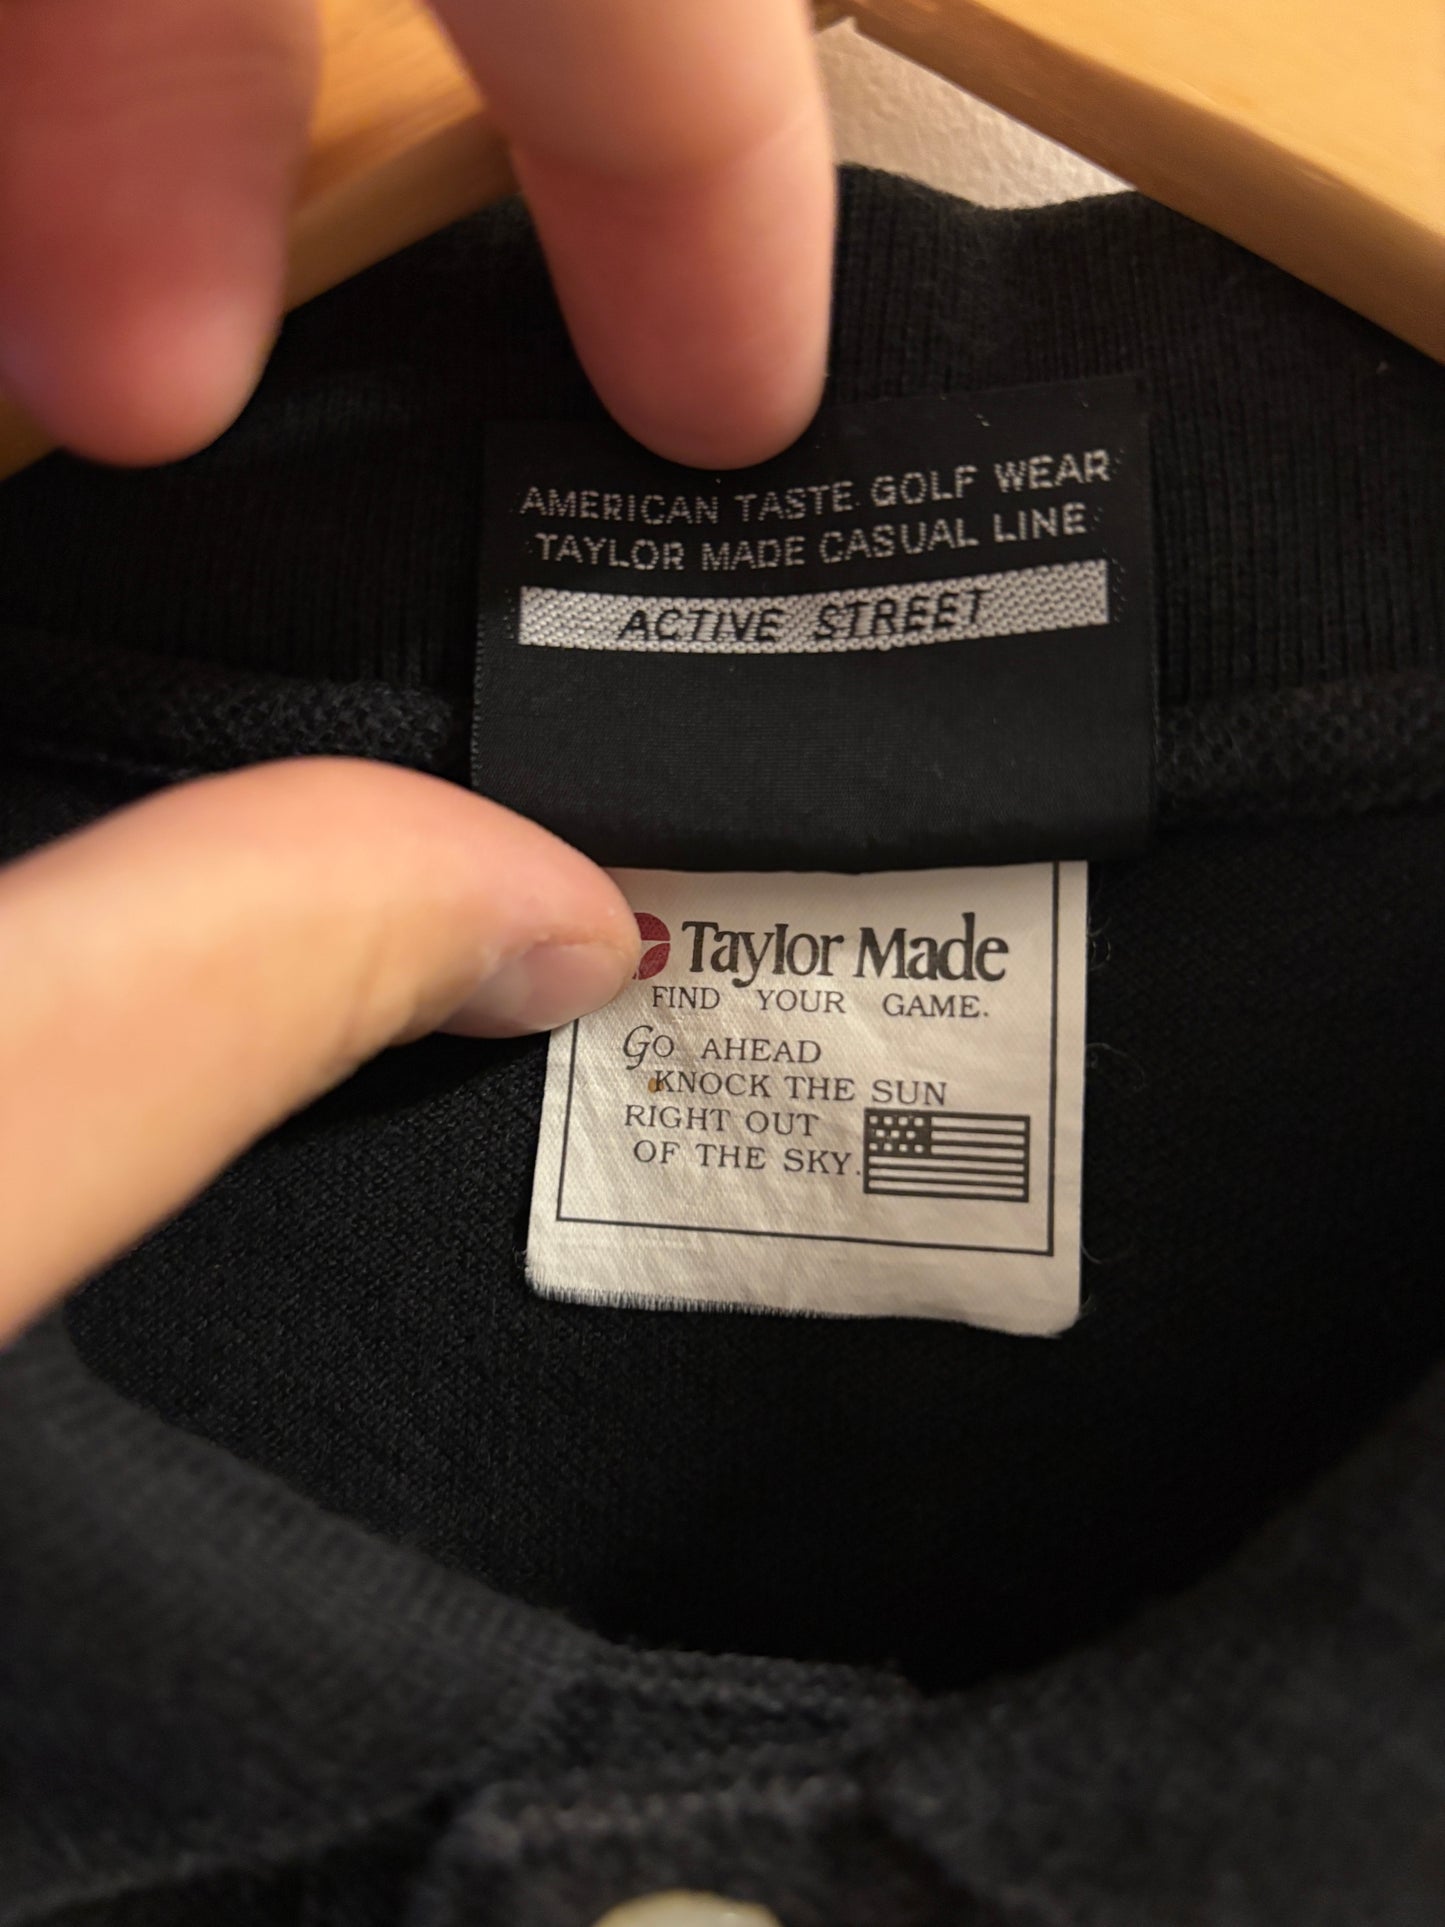 AMERICAN TASTE GOLF WEAR
TAYLOR MADE CASUAL LINE
ACTIVE STREET
Taylor Made
FIND YOUR GAME.
GO AHEAD
KNOCK THE SUN
RIGHT OUT
OF THE SKY.